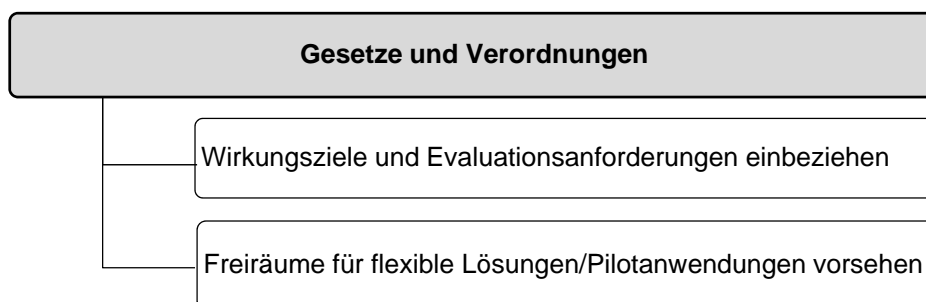 Gesetze und Verordnungen
Wirkungsziele und Evaluationsanforderungen einbeziehen
Freiräume für flexible Lösungen/Pilotanwendungen vorsehen